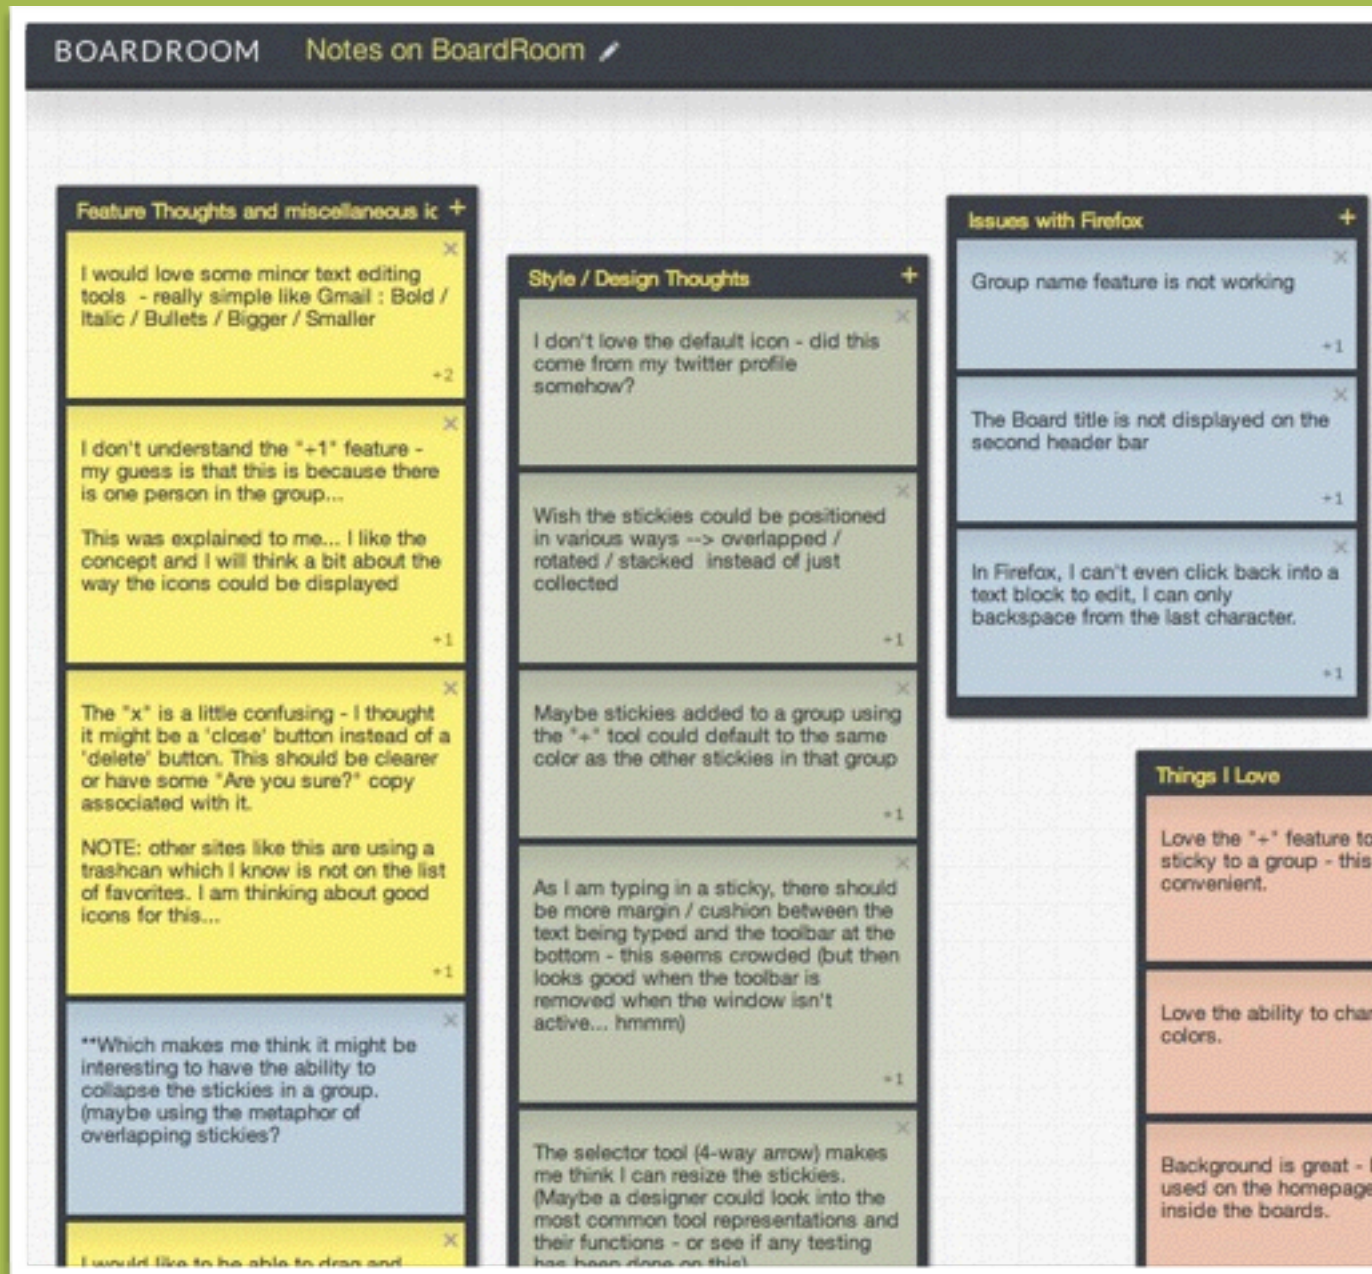 BOARDROOM Notes on BoardRoom
Feature Thoughts and miscellaneous ic +
I would love some minor text editing
tools - really simple like Gmail : Bold /
Italic / Bullets / Bigger / Smaller
+2
I don't understand the "+1" feature -
my guess is that this is because there
is one person in the group...
This was explained to me... I like the
concept and I will think a bit about the
way the icons could be displayed
+1
The "x" is a little confusing - I thought
it might be a 'close' button instead of a
'delete' button. This should be clearer
or have some "Are you sure?" copy
associated with it.
NOTE: other sites like this are using a
trashcan which I know is not on the list
of favorites. I am thinking about good
icons for this...
+1
**Which makes me think it might be
interesting to have the ability to
collapse the stickies in a group.
(maybe using the metaphor of
overlapping stickies?
I would like to be able to drag and
Style / Design Thoughts +
I don't love the default icon - did this
come from my twitter profile
somehow?
Wish the stickies could be positioned
in various ways --> overlapped /
rotated / stacked instead of just
collected
+1
Maybe stickies added to a group using
the "+" tool could default to the same
color as the other stickies in that group
+1
As I am typing in a sticky, there should
be more margin / cushion between the
text being typed and the toolbar at the
bottom - this seems crowded (but then
looks good when the toolbar is
removed when the window isn't
active... hmmm)
+1
The selector tool (4-way arrow) makes
me think I can resize the stickies.
(Maybe a designer could look into the
most common tool representations and
their functions - or see if any testing
has been done on this)
Issues with Firefox +
Group name feature is not working
+1
The Board title is not displayed on the
second header bar
+1
In Firefox, I can't even click back into a
text block to edit, I can only
backspace from the last character.
+1
Things I Love
Love the "+" feature to
sticky to a group - this
convenient.
Love the ability to chan
colors.
Background is great -
used on the homepage
inside the boards.